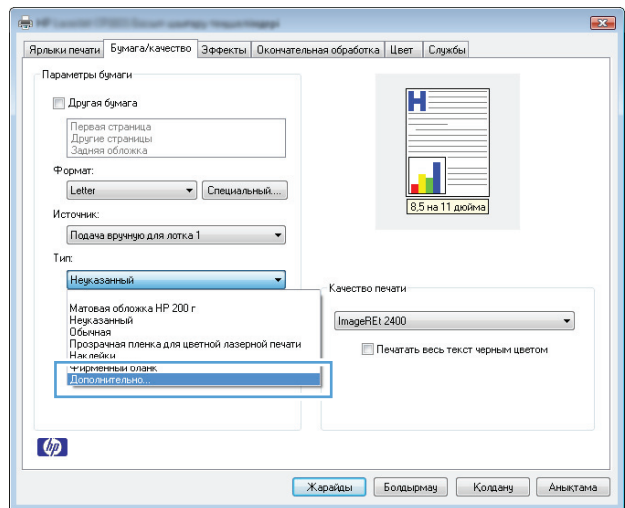 Ярлыки печати Бумага/качество Эффекты Окончательная обработка Цвет Службы
Параметры бумаги
Другая бумага
Первая страница
Другие страницы
Задняя обложка
Формат:
Letter Специальный....
8,5 на 11 дюйма
Источник:
Подача вручную для лотка 1
Тип:
Неуказанный
Матовая обложка HP 200 г
Неуказанный
Обычная
Прозрачная пленка для цветной лазерной печати
Наклейки
Фирменный бланк
Дополнительно...
Качество печати
ImageREt 2400
Печатать весь текст черным цветом
hp
Жарайды Болдырмау Қолдану Анықтама